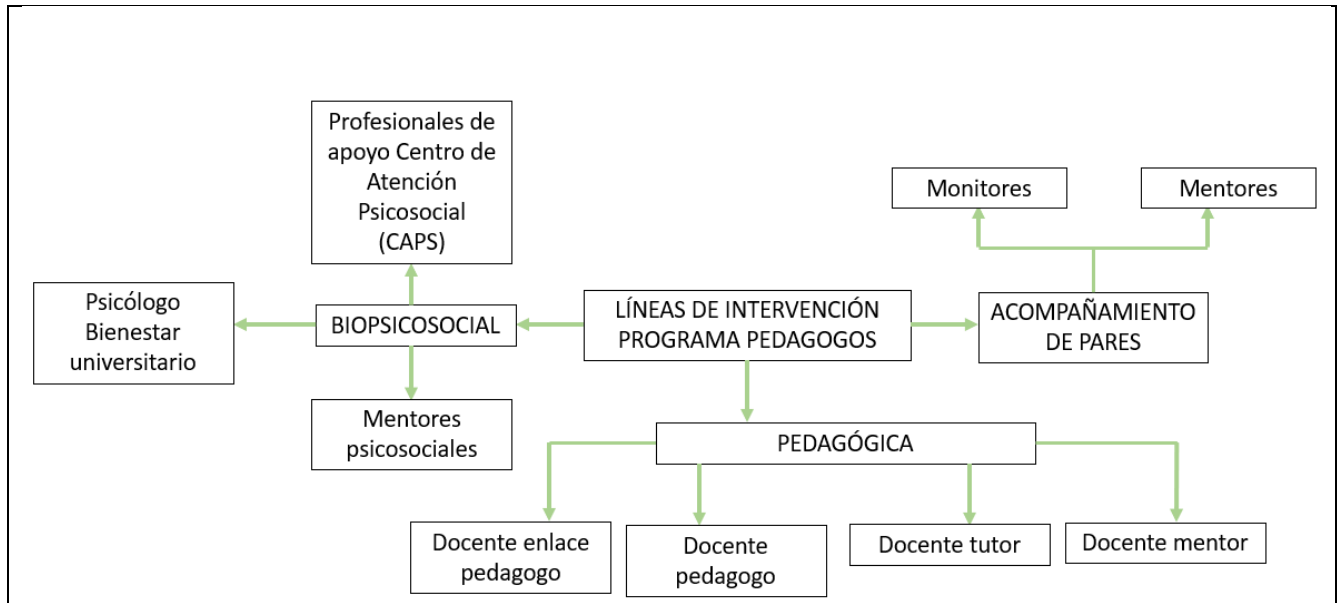 Profesionales de
apoyo Centro de
Atención
Psicosocial
(CAPS)
Monitores
Mentores
Psicólogo
Bienestar
universitario
BIOPSICOSOCIAL
LÍNEAS DE INTERVENCIÓN
PROGRAMA PEDAGOGOS
ACOMPAÑAMIENTO
DE PARES
Mentores
psicosociales
PEDAGÓGICA
Docente enlace
pedagogo
Docente
pedagogo
Docente tutor
Docente mentor